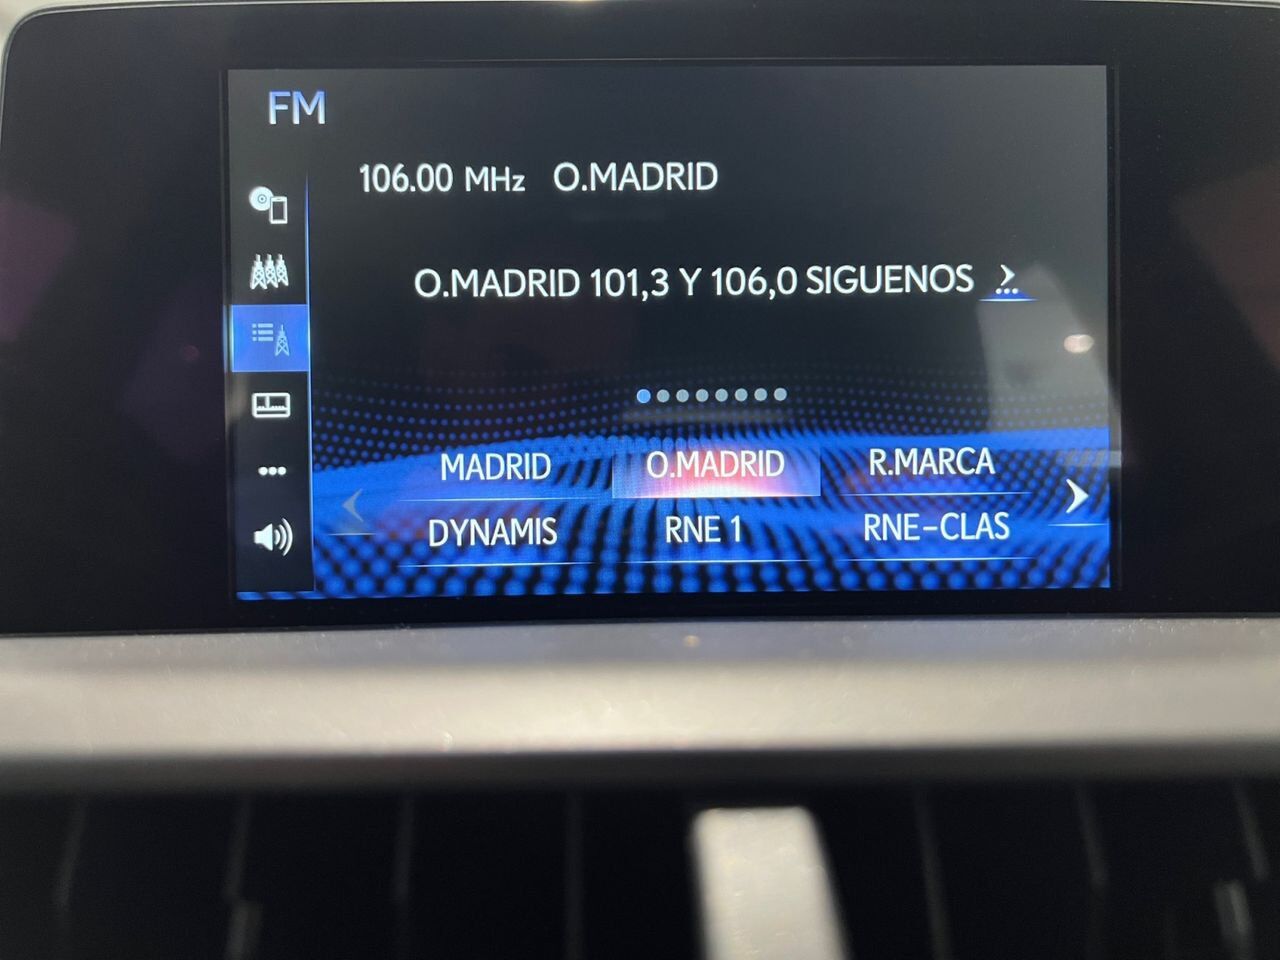 FM
106.00 MHz O.MADRID
O.MADRID 101,3 Y 106,0 SIGUENOS
MADRID O.MADRID R.MARCA
DYNAMIS RNE 1 RNE-CLAS